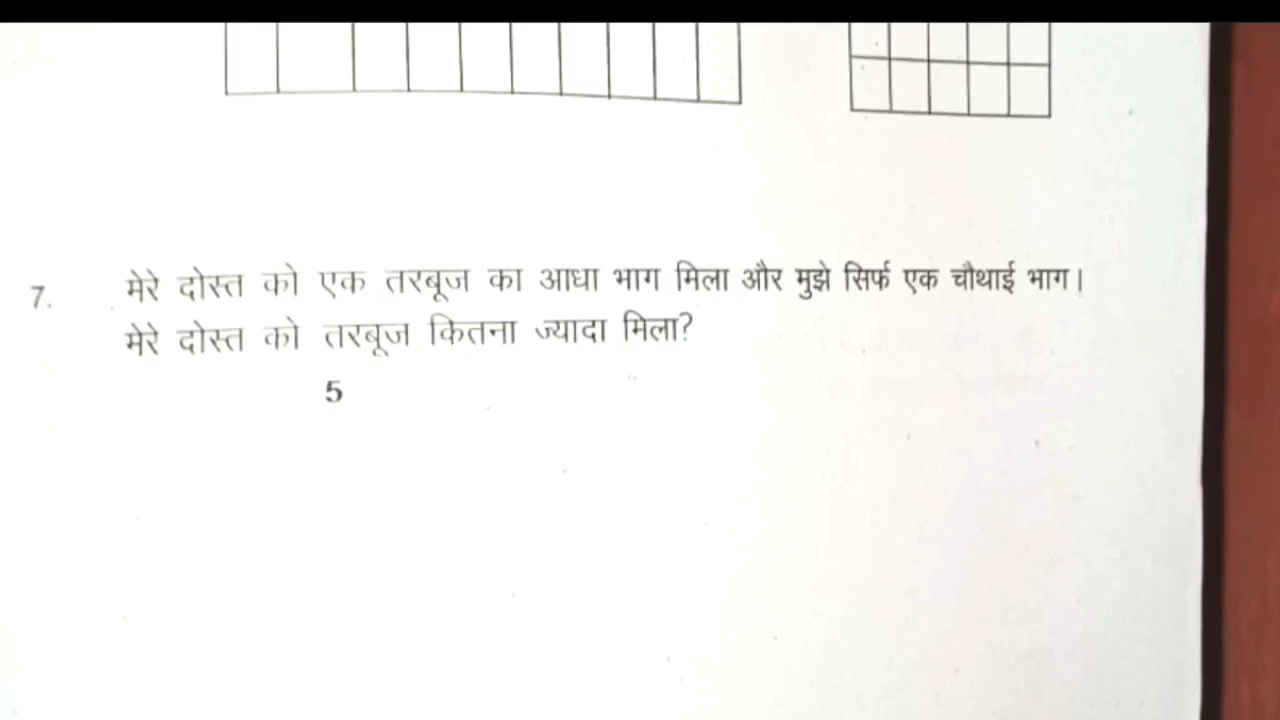 7. मेरे दोस्त को एक तरबूज का आधा भाग मिला और मुझे सिर्फ एक चौथाई भाग।
मेरे दोस्त को तरबूज कितना ज्यादा मिला?
5